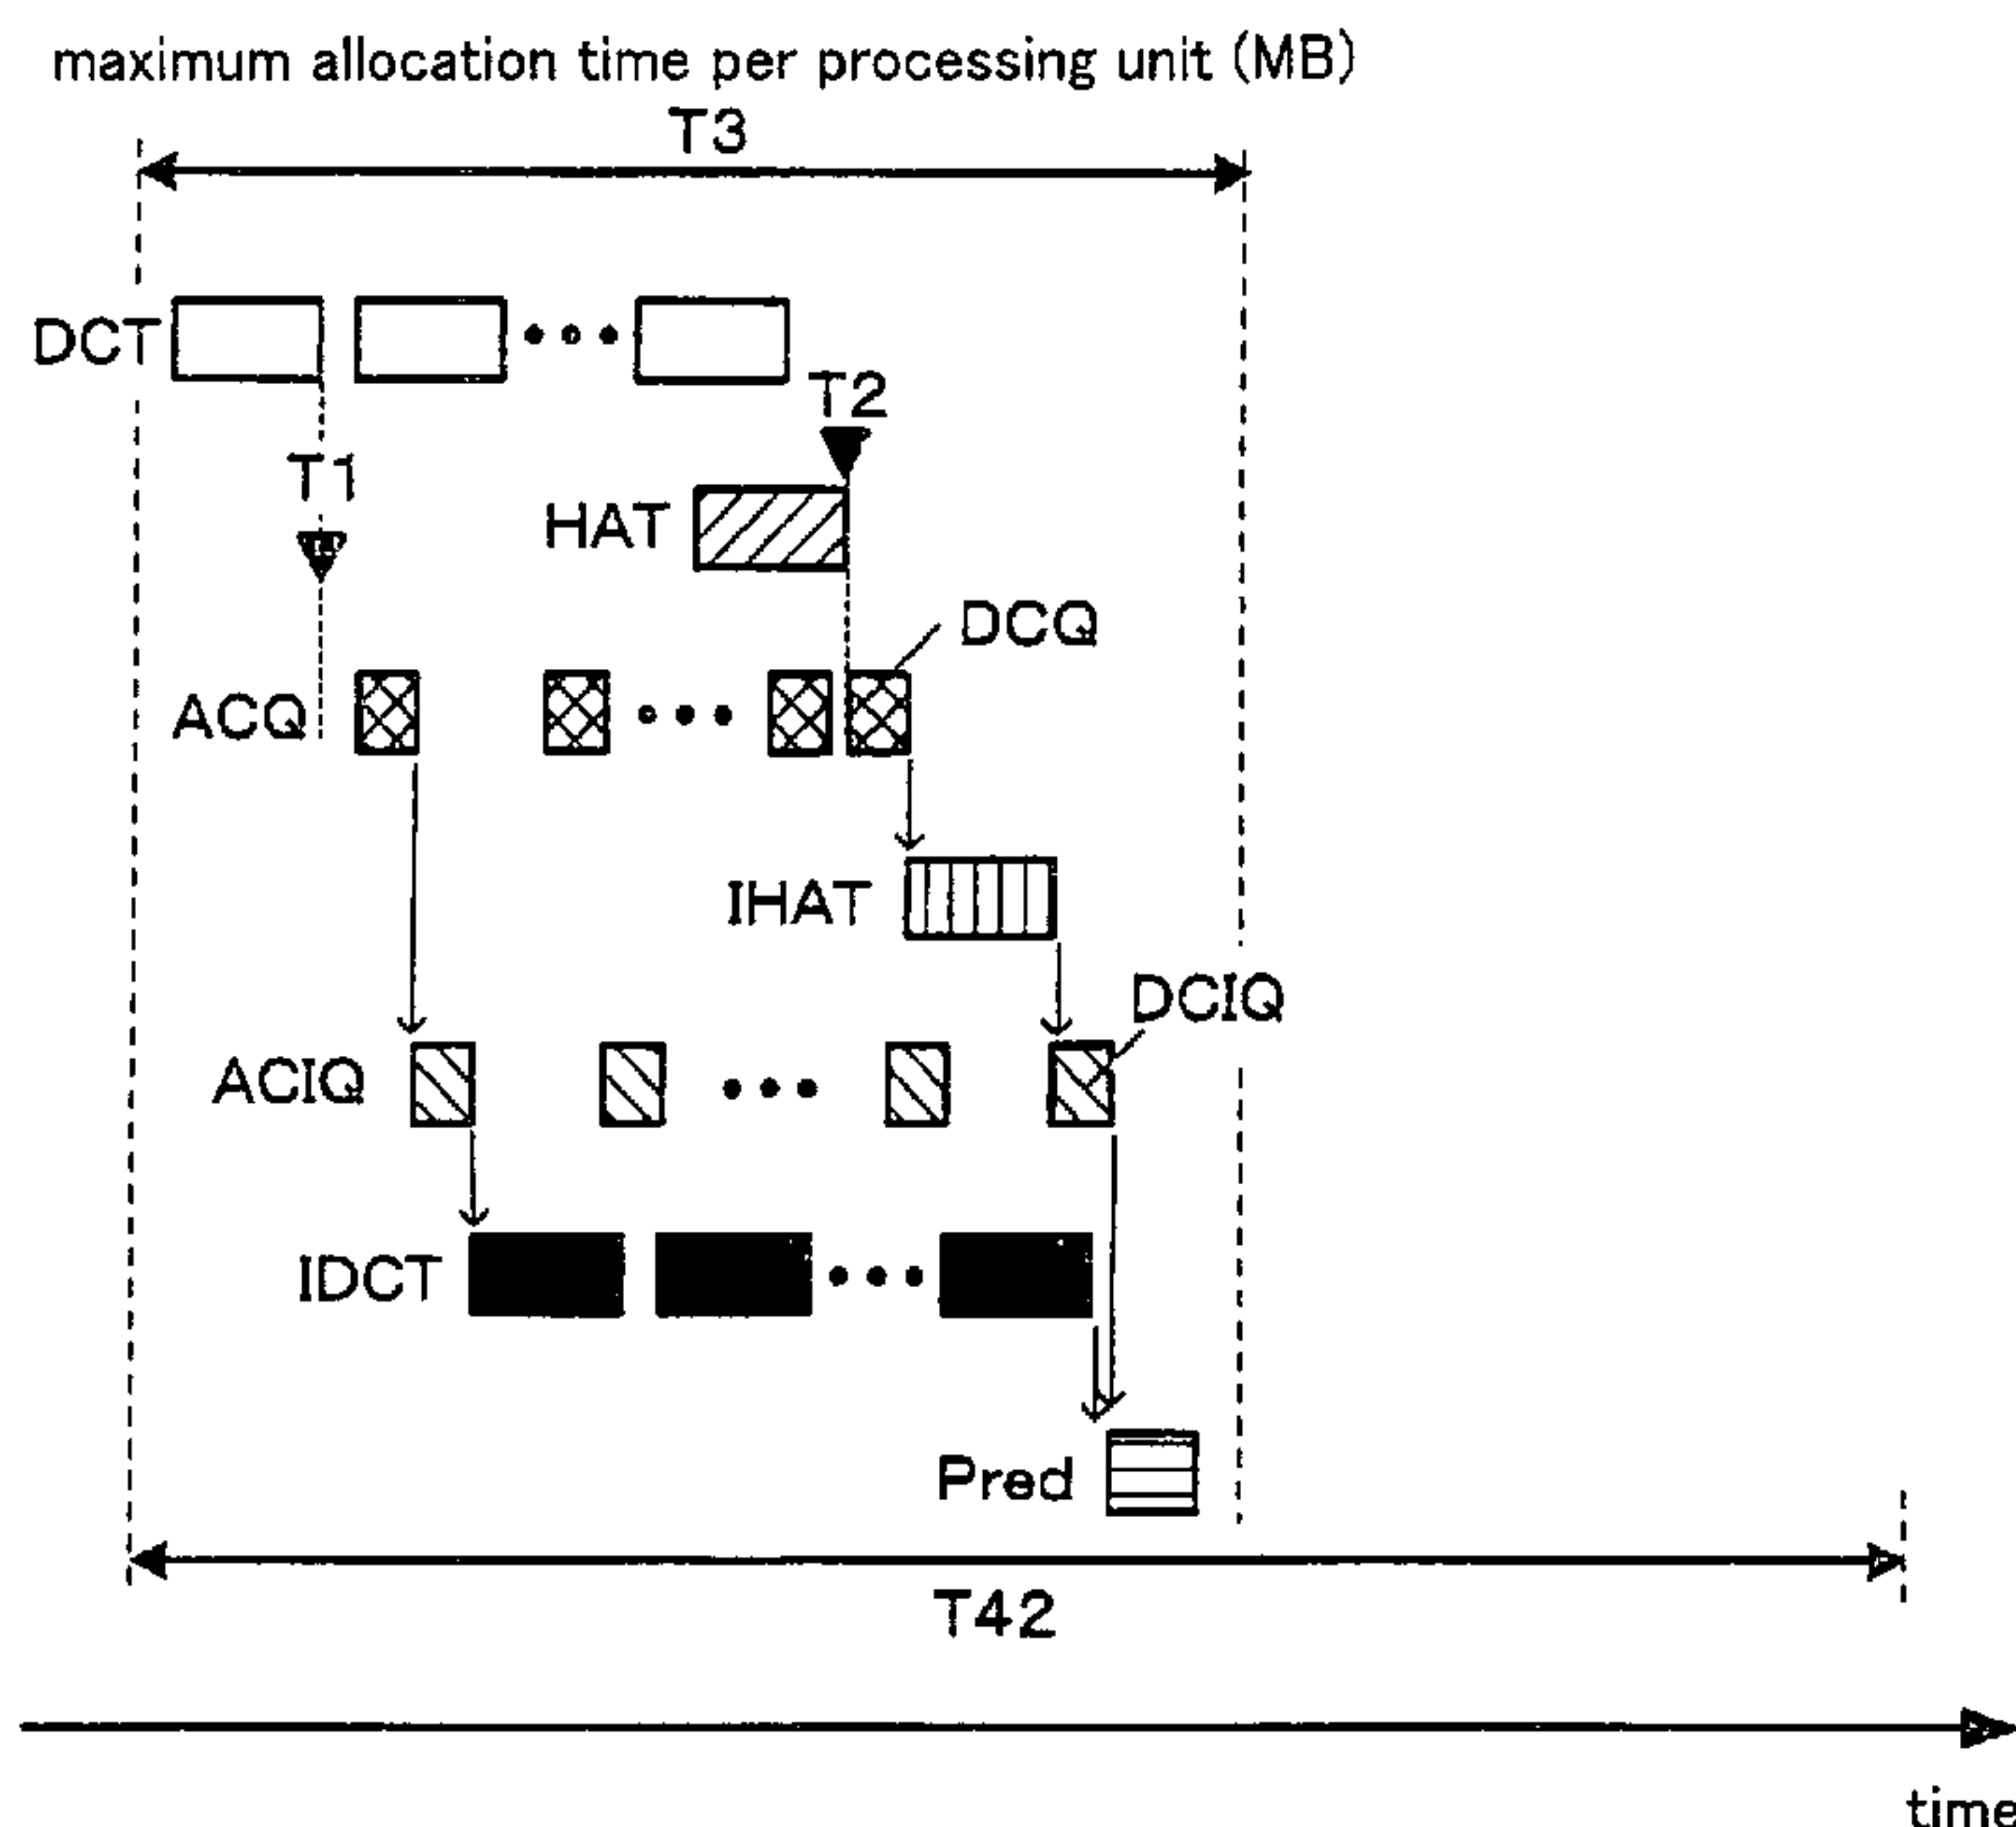 maximum allocation time per processing unit (MB)
T3
DCT
T2
T1
HAT
DCQ
ACQ
IHAT
DCIQ
ACIQ
IDCT
Pred
T42
time